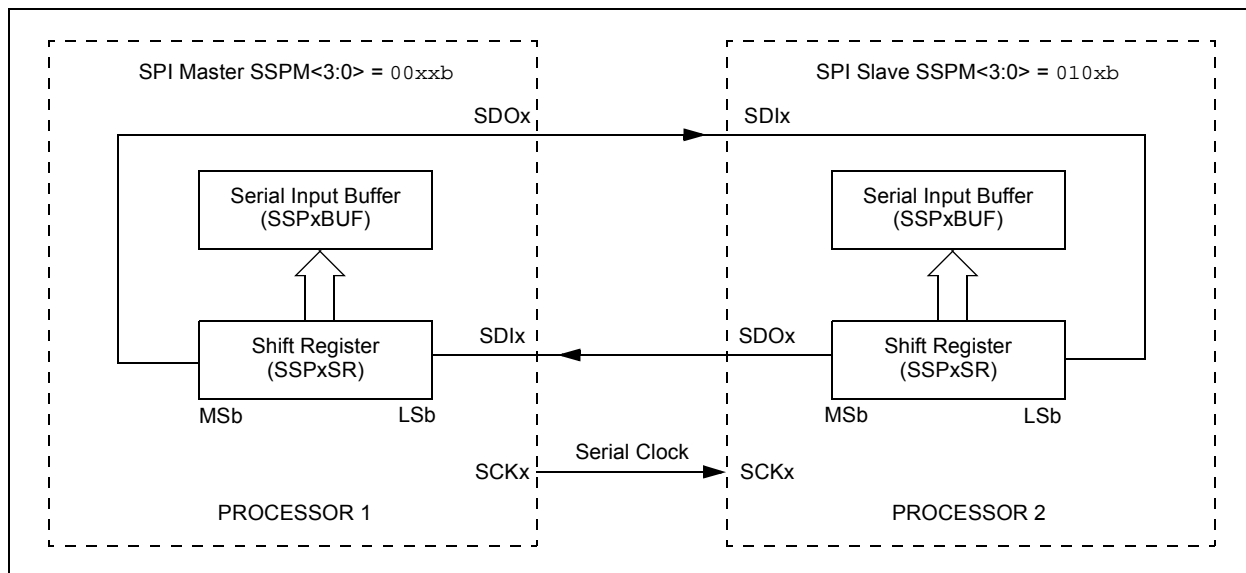 SPI Master SSPM<3:0> = 00xxb
SPI Slave SSPM<3:0> = 010xb
SDOx
SDIx
Serial Input Buffer
(SSPxBUF)
Serial Input Buffer
(SSPxBUF)
Shift Register
(SSPxSR)
SDIx
SDOx
Shift Register
(SSPxSR)
MSb
LSb
MSb
LSb
Serial Clock
SCKx
SCKx
PROCESSOR 1
PROCESSOR 2